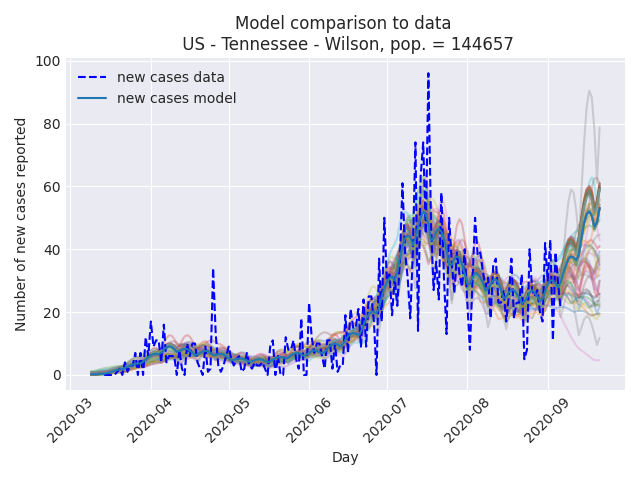 Model comparison to data
US - Tennessee - Wilson, pop. = 144657
new cases data
new cases model
Number of new cases reported
100
80
60
40
20
0
2020-03
2020-04
2020-05
2020-06
2020-07
2020-08
2020-09
Day